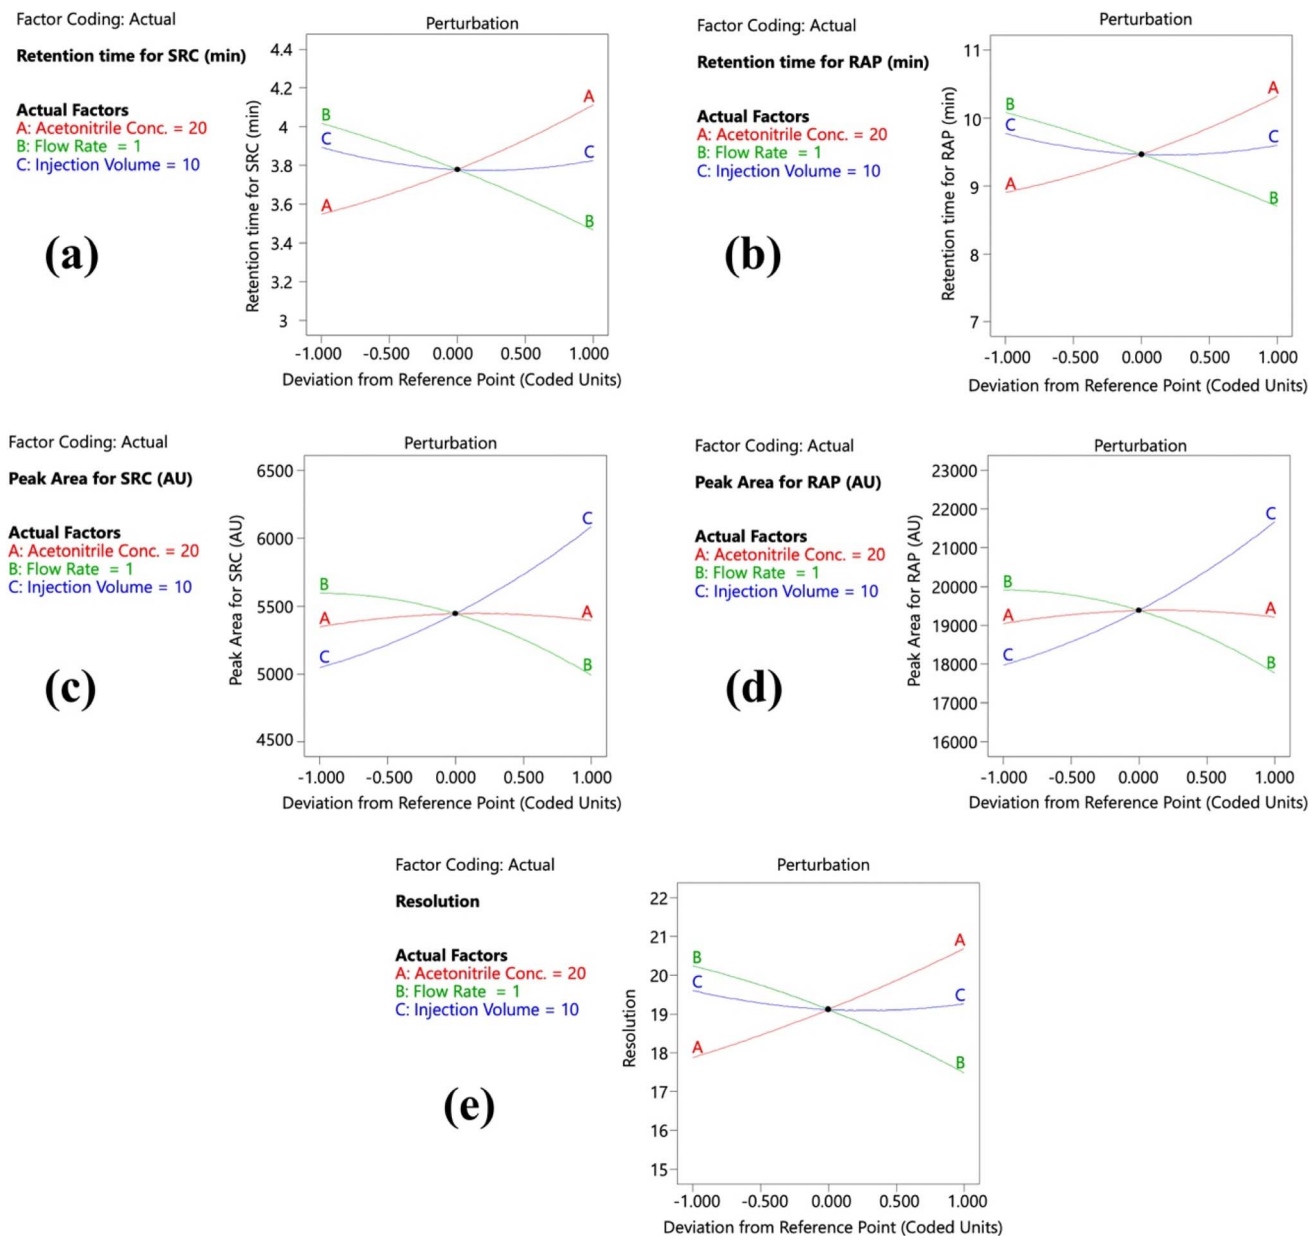 Factor Coding: Actual
Perturbation
Retention time for SRC (min)
Actual Factors
A: Acetonitrile Conc. = 20
B: Flow Rate = 1
C: Injection Volume = 10
(a)
Retention time for SRC (min)
4.4
4.2
4
3.8
3.6
3.4
3.2
3
B
C
A
A
C
B
-1.000 -0.500 0.000 0.500 1.000
Deviation from Reference Point (Coded Units)
Factor Coding: Actual
Perturbation
Retention time for RAP (min)
Actual Factors
A: Acetonitrile Conc. = 20
B: Flow Rate = 1
C: Injection Volume = 10
(b)
Retention time for RAP (min)
11
10
9
8
7
B
C
A
A
C
B
-1.000 -0.500 0.000 0.500 1.000
Deviation from Reference Point (Coded Units)
Factor Coding: Actual
Perturbation
Peak Area for SRC (AU)
Actual Factors
A: Acetonitrile Conc. = 20
B: Flow Rate = 1
C: Injection Volume = 10
(c)
Peak Area for SRC (AU)
6500
6000
5500
5000
4500
B
A
C
C
A
B
-1.000 -0.500 0.000 0.500 1.000
Deviation from Reference Point (Coded Units)
Factor Coding: Actual
Perturbation
Peak Area for RAP (AU)
Actual Factors
A: Acetonitrile Conc. = 20
B: Flow Rate = 1
C: Injection Volume = 10
(d)
Peak Area for RAP (AU)
23000
22000
21000
20000
19000
18000
17000
16000
B
A
C
C
A
B
-1.000 -0.500 0.000 0.500 1.000
Deviation from Reference Point (Coded Units)
Factor Coding: Actual
Perturbation
Resolution
Actual Factors
A: Acetonitrile Conc. = 20
B: Flow Rate = 1
C: Injection Volume = 10
(e)
Resolution
22
21
20
19
18
17
16
15
B
C
A
A
C
B
-1.000 -0.500 0.000 0.500 1.000
Deviation from Reference Point (Coded Units)